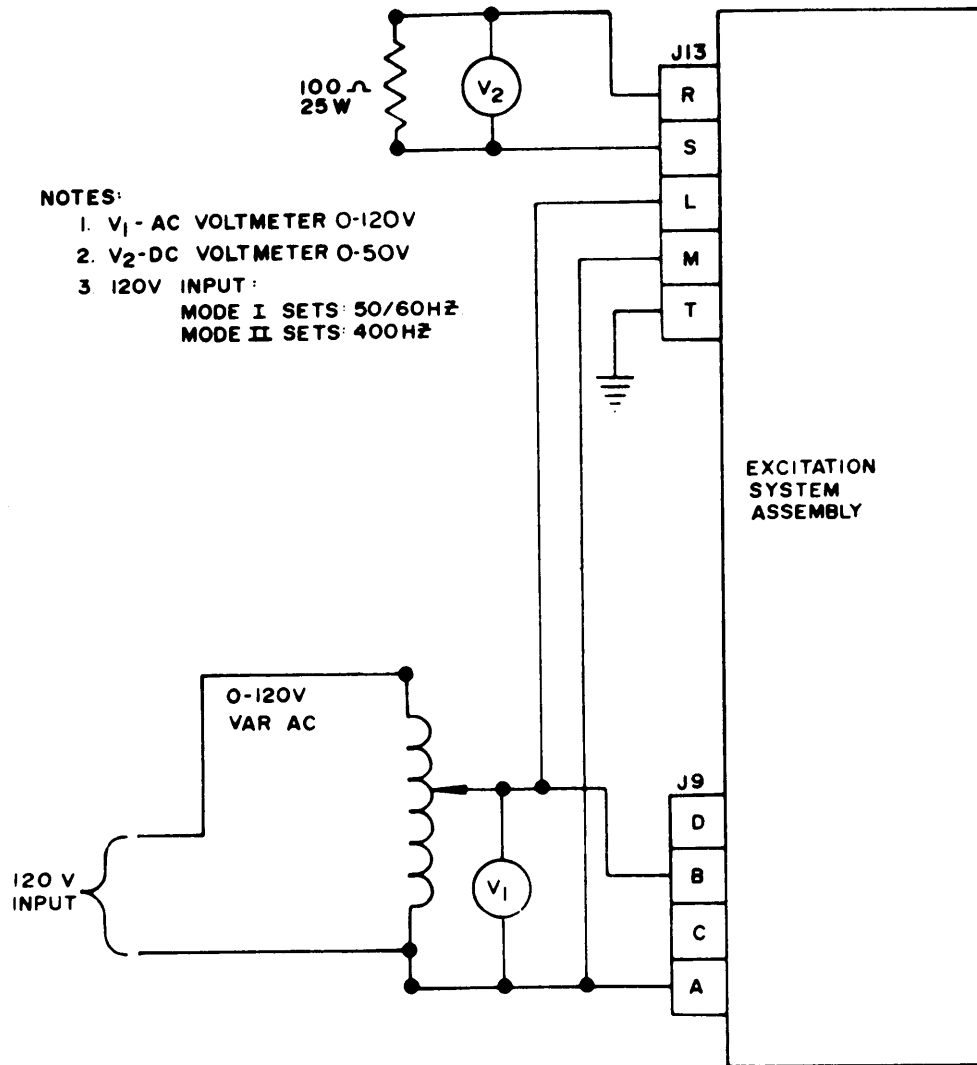 J13
R
S
L
M
T
100 Ω
25W
V2
NOTES:
1. V1 - AC VOLTMETER 0-120V
2. V2-DC VOLTMETER 0-50V
3 120V INPUT:
MODE I SETS: 50/60HZ
MODE II SETS: 400HZ
EXCITATION
SYSTEM
ASSEMBLY
0-120V
VAR AC
120 V
INPUT
V1
J9
D
B
C
A